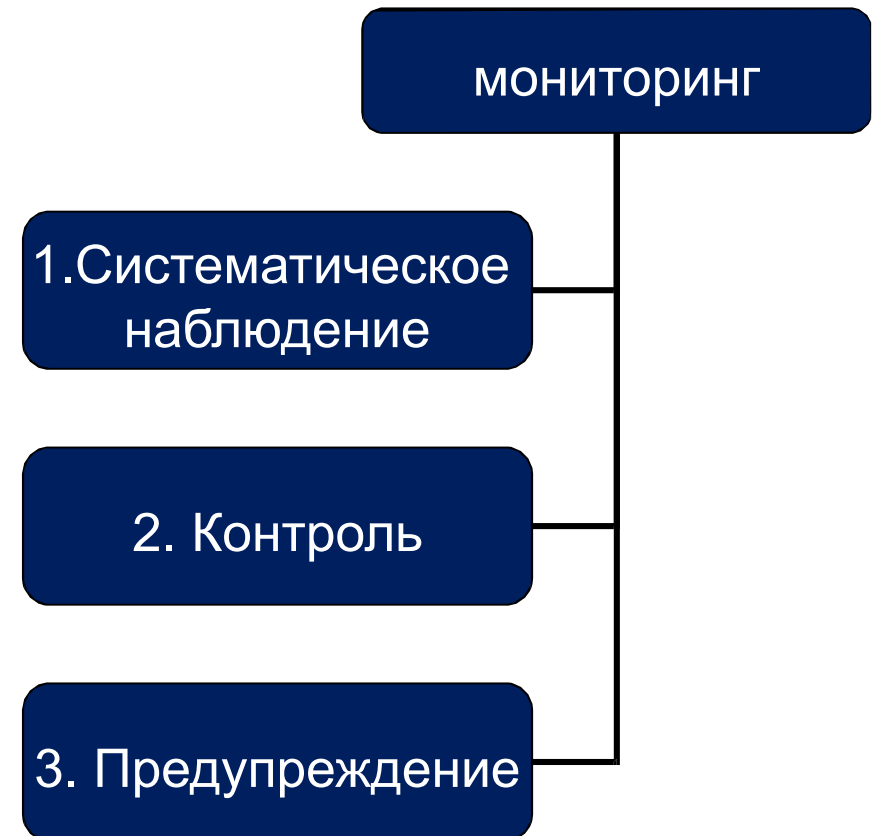 мониторинг
1.Систематическое
наблюдение
2. Контроль
3. Предупреждение